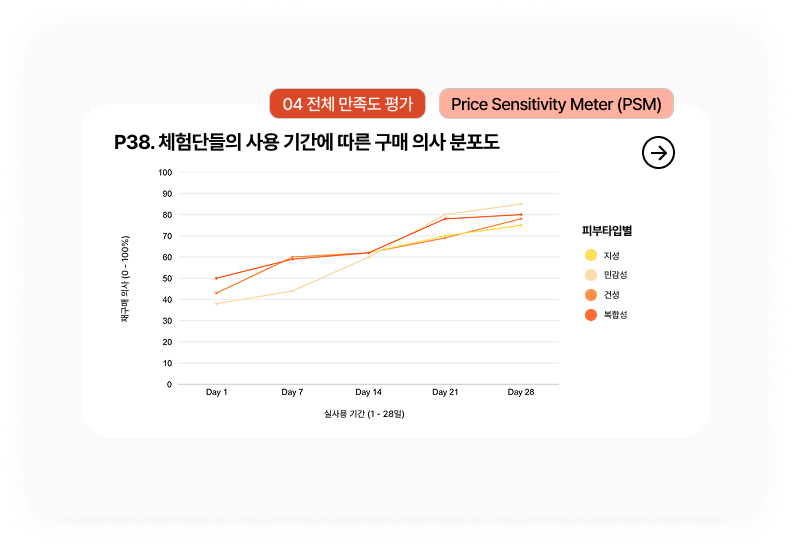 04 전체 만족도 평가
Price Sensitivity Meter (PSM)
P38. 체험단들의 사용 기간에 따른 구매 의사 분포도
재구매 의사 (0 - 100%)
100
90
80
70
60
50
40
30
20
10
0
Day 1
Day 7
Day 14
Day 21
Day 28
실사용 기간 (1 - 28일)
피부타입별
지성
민감성
건성
복합성